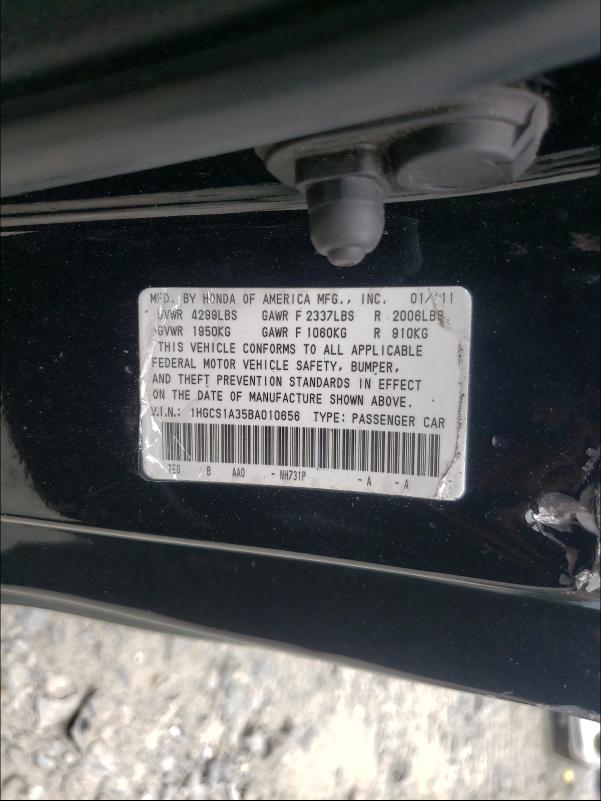 MFD. BY HONDA OF AMERICA MFG., INC. 01/11
GVWR 4299LBS GAWR F 2337LBS R 2006LBS
GVWR 1950KG GAWR F 1060KG R 910KG
THIS VEHICLE CONFORMS TO ALL APPLICABLE
FEDERAL MOTOR VEHICLE SAFETY, BUMPER,
AND THEFT PREVENTION STANDARDS IN EFFECT
ON THE DATE OF MANUFACTURE SHOWN ABOVE.
V.I.N.: 1HGCS1A35BA010656 TYPE: PASSENGER CAR
TE0 B AA0 - NH731P - A - A